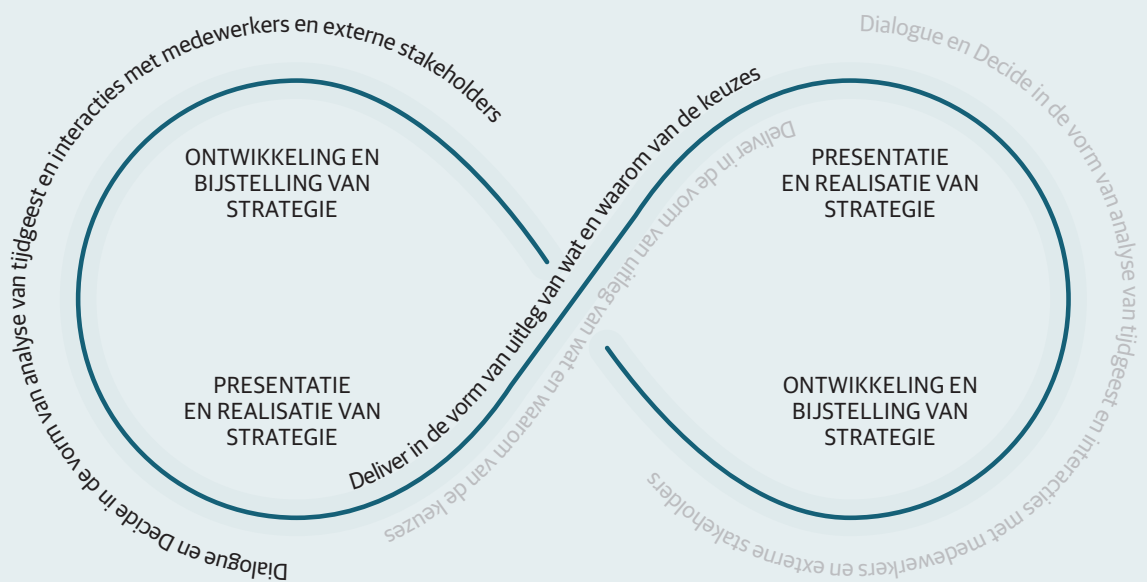 Dialogue en Decide in de vorm van analyse van tijdgeest en interacties met medewerkers en externe stakeholders
ONTWIKKELING EN
BIJSTELLING VAN
STRATEGIE
PRESENTATIE
EN REALISATIE VAN
STRATEGIE
Deliver in de vorm van uitleg van wat en waarom van de keuzes
Deliver in de vorm van uitleg van wat en waarom van de keuzes
PRESENTATIE
EN REALISATIE VAN
STRATEGIE
ONTWIKKELING EN
BIJSTELLING VAN
STRATEGIE
Dialogue en Decide in de vorm van analyse van tijdgeest en interacties met medewerkers en externe stakeholders